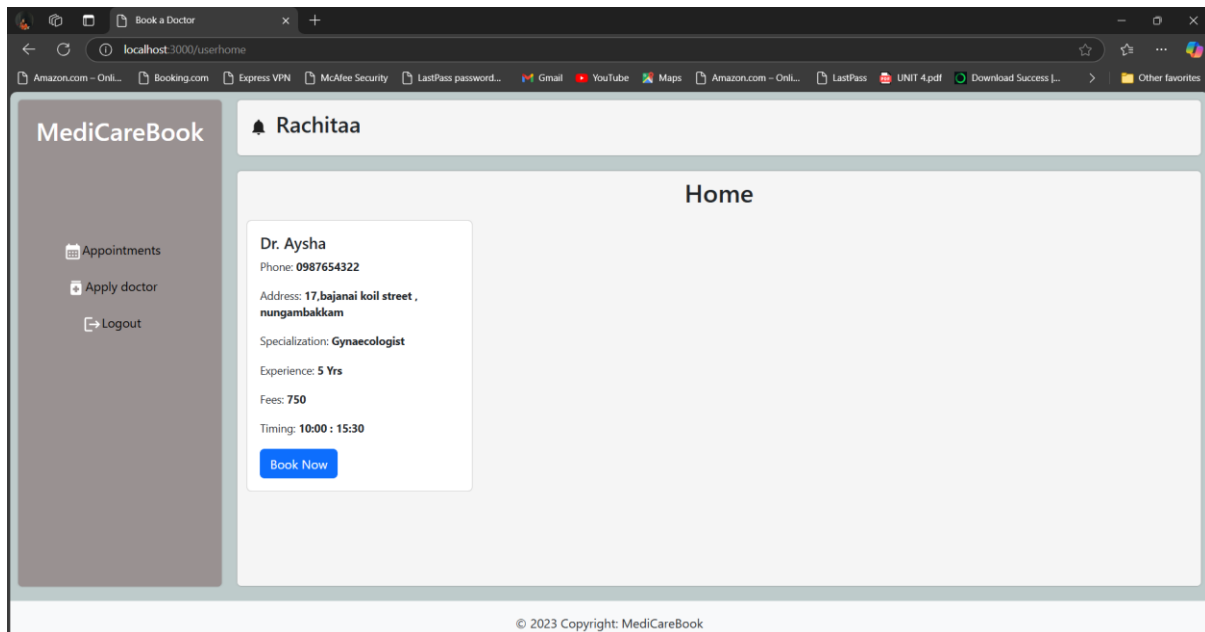 Book a Doctor
localhost:3000/userhome
Amazon.com – Onli... Booking.com Express VPN McAfee Security LastPass password... Gmail YouTube Maps Amazon.com – Onli... LastPass UNIT 4.pdf Download Success |... Other favorites
MediCareBook
Appointments
Apply doctor
Logout
Rachitaa
Home
Dr. Aysha
Phone: 0987654322
Address: 17,bajanai koil street ,
nungambakkam
Specialization: Gynaecologist
Experience: 5 Yrs
Fees: 750
Timing: 10:00 : 15:30
Book Now
© 2023 Copyright: MediCareBook